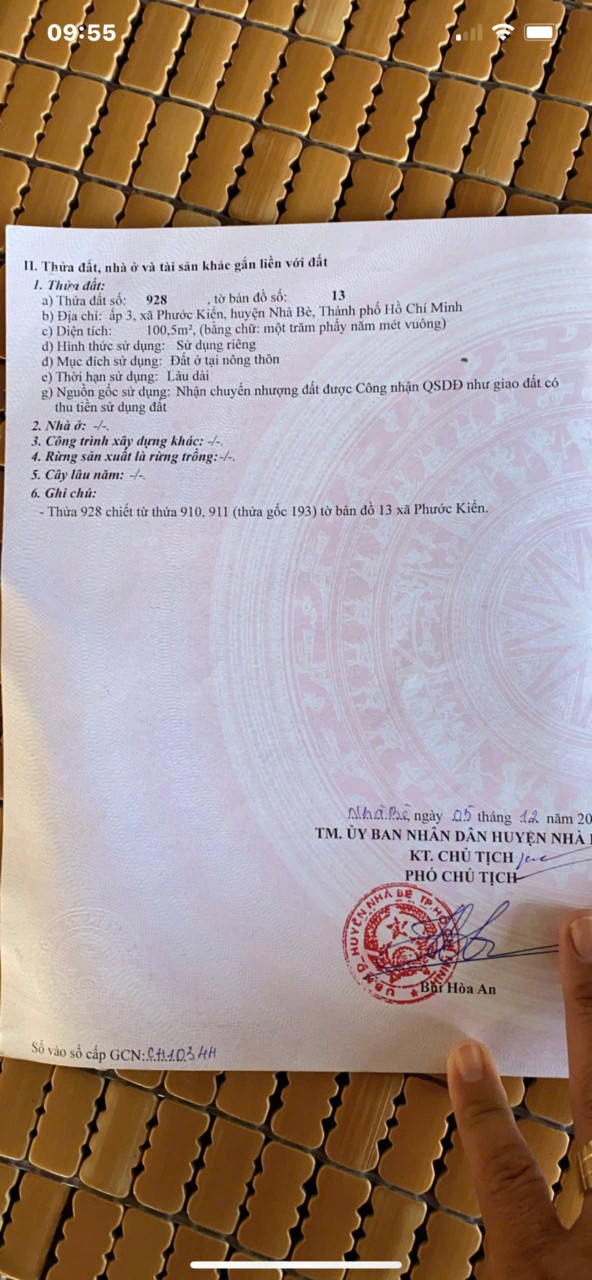 09:55
II. Thửa đất, nhà ở và tài sản khác gắn liền với đất
1. Thửa đất:
a) Thửa đất số: 928 , tờ bản đồ số: 13
b) Địa chỉ: ấp 3, xã Phước Kiển, huyện Nhà Bè, Thành phố Hồ Chí Minh
c) Diện tích: 100,5m², (bằng chữ: một trăm phẩy năm mét vuông)
d) Hình thức sử dụng: Sử dụng riêng
đ) Mục đích sử dụng: Đất ở tại nông thôn
e) Thời hạn sử dụng: Lâu dài
g) Nguồn gốc sử dụng: Nhận chuyển nhượng đất được Công nhận QSDĐ như giao đất có
thu tiền sử dụng đất
2. Nhà ở: -/-.
3. Công trình xây dựng khác: -/-.
4. Rừng sản xuất là rừng trồng:-/-.
5. Cây lâu năm: -/-.
6. Ghi chú:
- Thửa 928 chiết từ thửa 910, 911 (thửa gốc 193) tờ bản đồ 13 xã Phước Kiển.
Nhà Bè, ngày 05 tháng 12 năm 20
TM. ỦY BAN NHÂN DÂN HUYỆN NHÀ
KT. CHỦ TỊCH
PHÓ CHỦ TỊCH
HUYỆN NHÀ BÈ TP.HỒ
Bùi Hòa An
Số vào sổ cấp GCN: